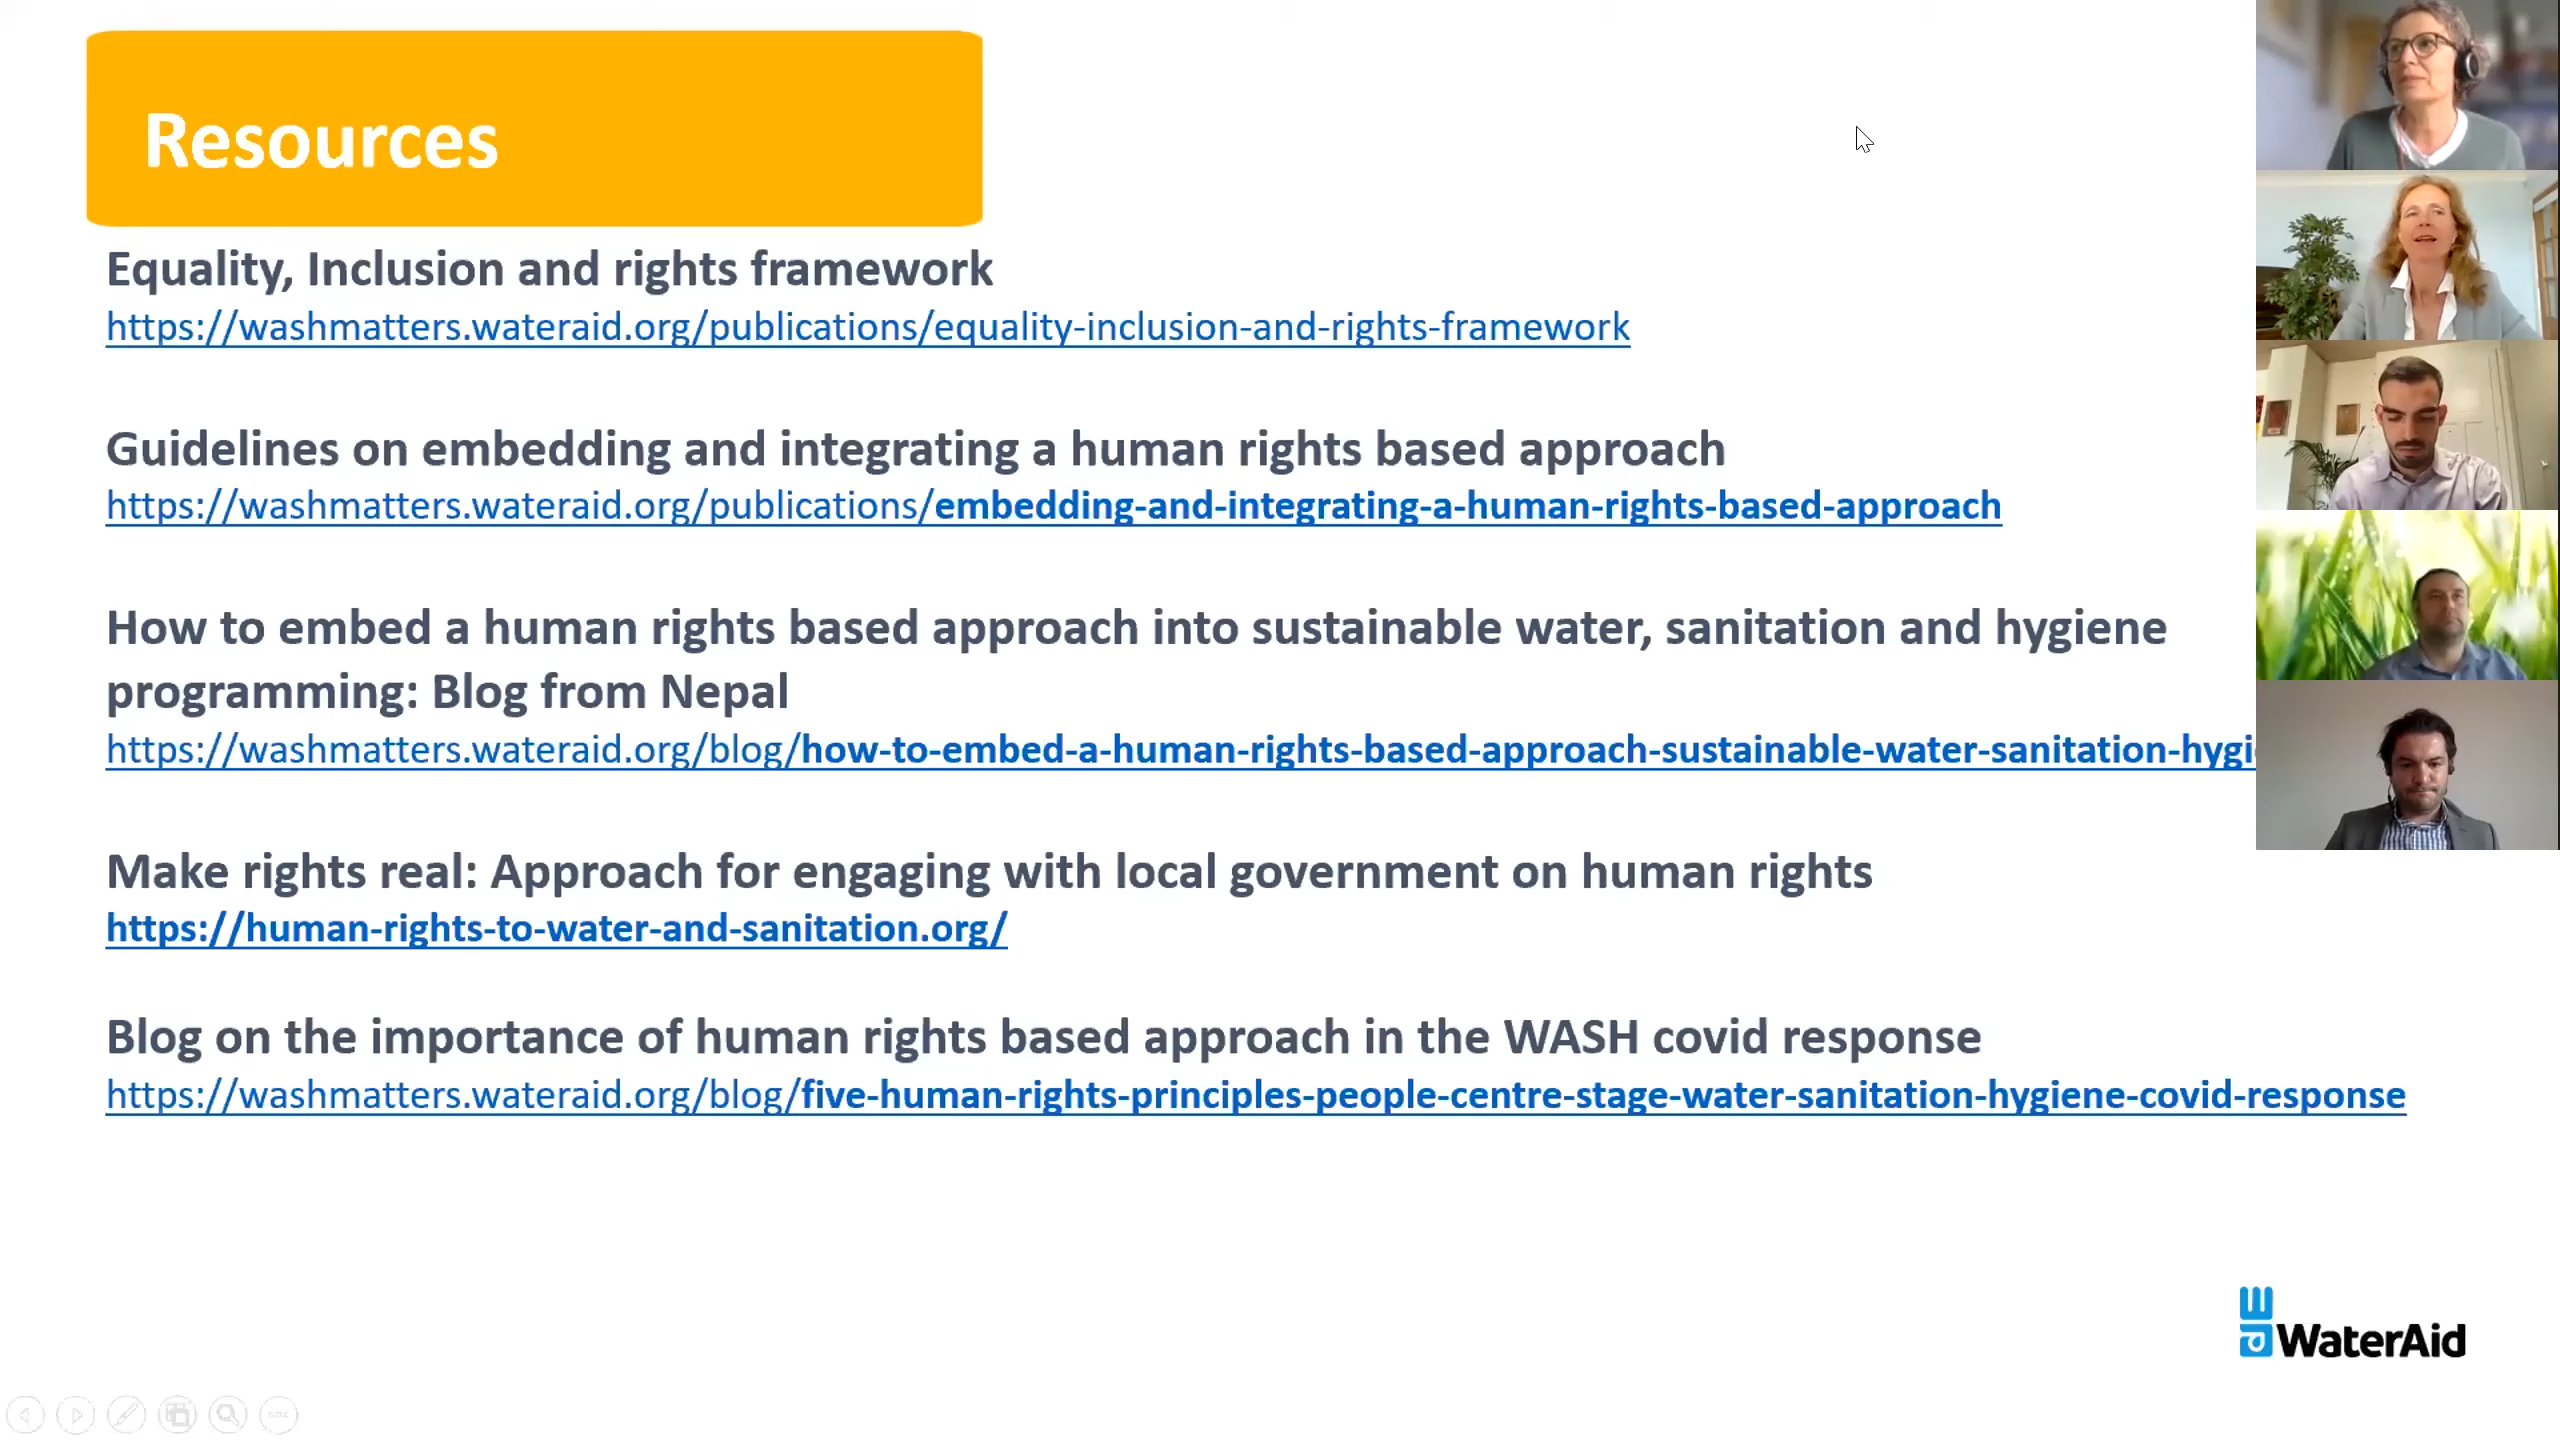 Resources
Equality, Inclusion and rights framework
https://washmatters.wateraid.org/publications/equality-inclusion-and-rights-framework
Guidelines on embedding and integrating a human rights based approach
https://washmatters.wateraid.org/publications/embedding-and-integrating-a-human-rights-based-approach
How to embed a human rights based approach into sustainable water, sanitation and hygiene
programming: Blog from Nepal
https://washmatters.wateraid.org/blog/how-to-embed-a-human-rights-based-approach-sustainable-water-sanitation-hygi
Make rights real: Approach for engaging with local government on human rights
https://human-rights-to-water-and-sanitation.org/
Blog on the importance of human rights based approach in the WASH covid response
https://washmatters.wateraid.org/blog/five-human-rights-principles-people-centre-stage-water-sanitation-hygiene-covid-response
WaterAid